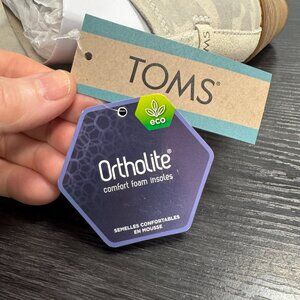 TOMS®
eco
Ortholite®
comfort foam insoles
SEMELLES CONFORTABLES
EN MOUSSE